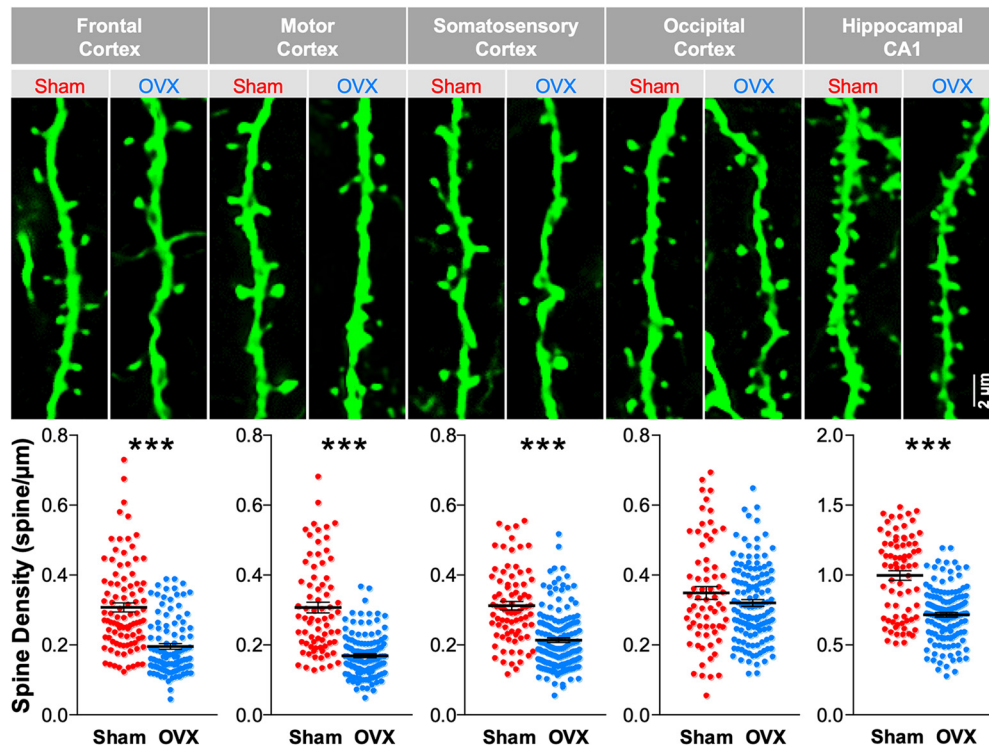 Frontal
Cortex
Motor
Cortex
Somatosensory
Cortex
Occipital
Cortex
Hippocampal
CA1
Sham OVX Sham OVX Sham OVX Sham OVX Sham OVX
2 µm
Spine Density (spine/µm)
0.8
0.6
0.4
0.2
0.0
***
Sham OVX
0.8
0.6
0.4
0.2
0.0
***
Sham OVX
0.8
0.6
0.4
0.2
0.0
***
Sham OVX
0.8
0.6
0.4
0.2
0.0
Sham OVX
2.0
1.5
1.0
0.5
0.0
***
Sham OVX